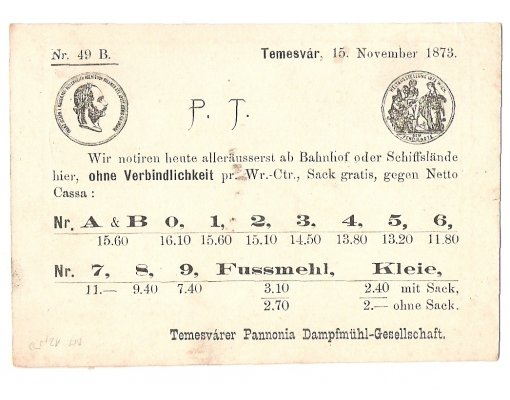 Nr. 49 B.
Temesvár, 15. November 1873.
P. T.
Wir notiren heute alleräusserst ab Bahnhof oder Schiffslände
hier, ohne Verbindlichkeit pr. Wr.-Ctr., Sack gratis, gegen Netto
Cassa:
Nr. A & B 0, 1, 2, 3, 4, 5, 6,
15.60 16.10 15.60 15.10 14.50 13.80 13.20 11.80
Nr. 7, 8, 9, Fussmehl, Kleie,
11.— 9.40 7.40 3.10 2.40 mit Sack,
2.70 2.— ohne Sack.
Temesvárer Pannonia Dampfmühl-Gesellschaft.